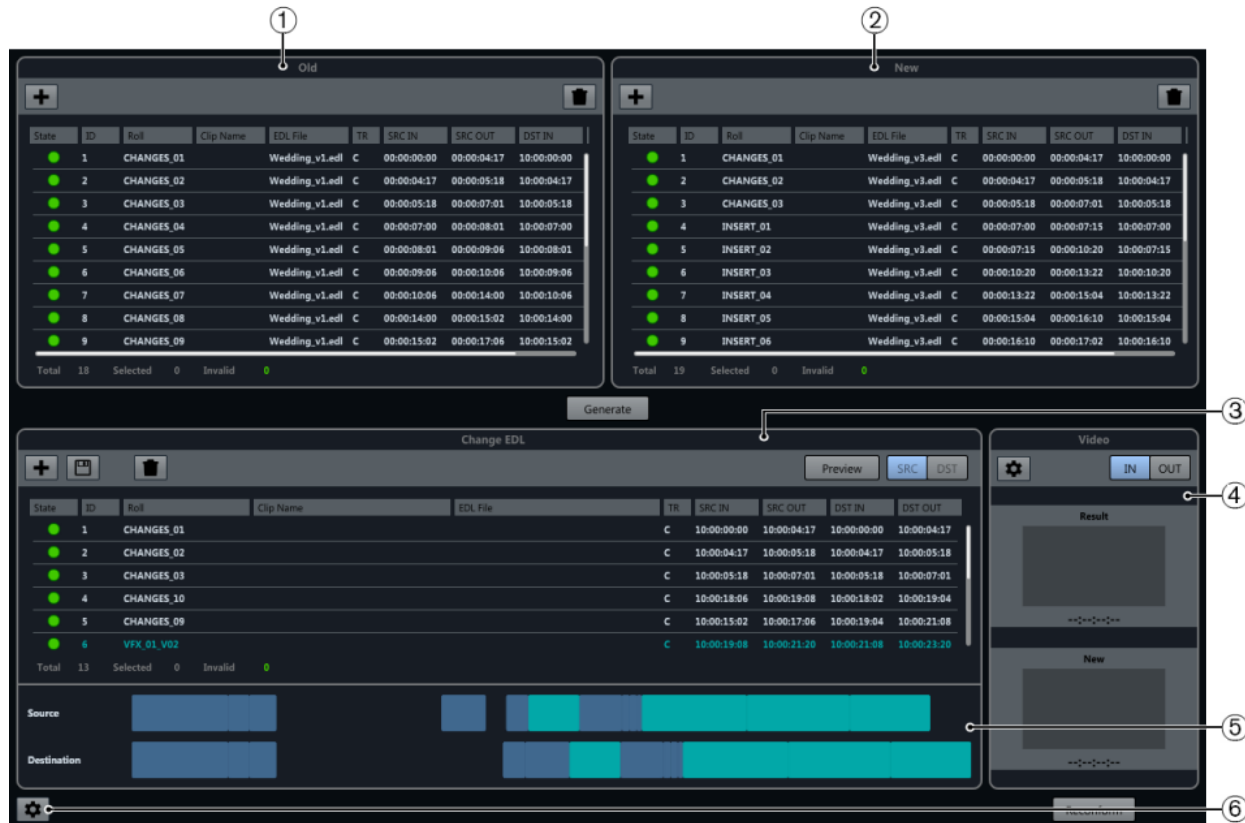 ① ②
Old
State ID Roll Clip Name EDL File TR SRC IN SRC OUT DST IN
1 CHANGES_01 Wedding_v1.edl C 00:00:00:00 00:00:04:17 10:00:00:00
2 CHANGES_02 Wedding_v1.edl C 00:00:04:17 00:00:05:18 10:00:04:17
3 CHANGES_03 Wedding_v1.edl C 00:00:05:18 00:00:07:01 10:00:05:18
4 CHANGES_04 Wedding_v1.edl C 00:00:07:00 00:00:08:01 10:00:07:00
5 CHANGES_05 Wedding_v1.edl C 00:00:08:01 00:00:09:06 10:00:08:01
6 CHANGES_06 Wedding_v1.edl C 00:00:09:06 00:00:10:06 10:00:09:06
7 CHANGES_07 Wedding_v1.edl C 00:00:10:06 00:00:14:00 10:00:10:06
8 CHANGES_08 Wedding_v1.edl C 00:00:14:00 00:00:15:02 10:00:14:00
9 CHANGES_09 Wedding_v1.edl C 00:00:15:02 00:00:17:06 10:00:15:02
Total 18 Selected 0 Invalid 0
New
State ID Roll Clip Name EDL File TR SRC IN SRC OUT DST IN
1 CHANGES_01 Wedding_v3.edl C 00:00:00:00 00:00:04:17 10:00:00:00
2 CHANGES_02 Wedding_v3.edl C 00:00:04:17 00:00:05:18 10:00:04:17
3 CHANGES_03 Wedding_v3.edl C 00:00:05:18 00:00:07:01 10:00:05:18
4 INSERT_01 Wedding_v3.edl C 00:00:07:00 00:00:07:15 10:00:07:00
5 INSERT_02 Wedding_v3.edl C 00:00:07:15 00:00:10:20 10:00:07:15
6 INSERT_03 Wedding_v3.edl C 00:00:10:20 00:00:13:22 10:00:10:20
7 INSERT_04 Wedding_v3.edl C 00:00:13:22 00:00:15:04 10:00:13:22
8 INSERT_05 Wedding_v3.edl C 00:00:15:04 00:00:16:10 10:00:15:04
9 INSERT_06 Wedding_v3.edl C 00:00:16:10 00:00:17:02 10:00:16:10
Total 19 Selected 0 Invalid 0
Generate
③
Change EDL
Preview SRC DST
State ID Roll Clip Name EDL File TR SRC IN SRC OUT DST IN DST OUT
1 CHANGES_01 C 10:00:00:00 10:00:04:17 10:00:00:00 10:00:04:17
2 CHANGES_02 C 10:00:04:17 10:00:05:18 10:00:04:17 10:00:05:18
3 CHANGES_03 C 10:00:05:18 10:00:07:01 10:00:05:18 10:00:07:01
4 CHANGES_10 C 10:00:18:06 10:00:19:08 10:00:18:02 10:00:19:04
5 CHANGES_09 C 10:00:15:02 10:00:17:06 10:00:19:04 10:00:21:08
6 VFX_01_V02 C 10:00:19:08 10:00:21:20 10:00:21:08 10:00:23:20
Total 13 Selected 0 Invalid 0
Source
Destination
Video
IN OUT
④
Result
--:--:--:--
New
⑤
--:--:--:--
Reconform
⑥